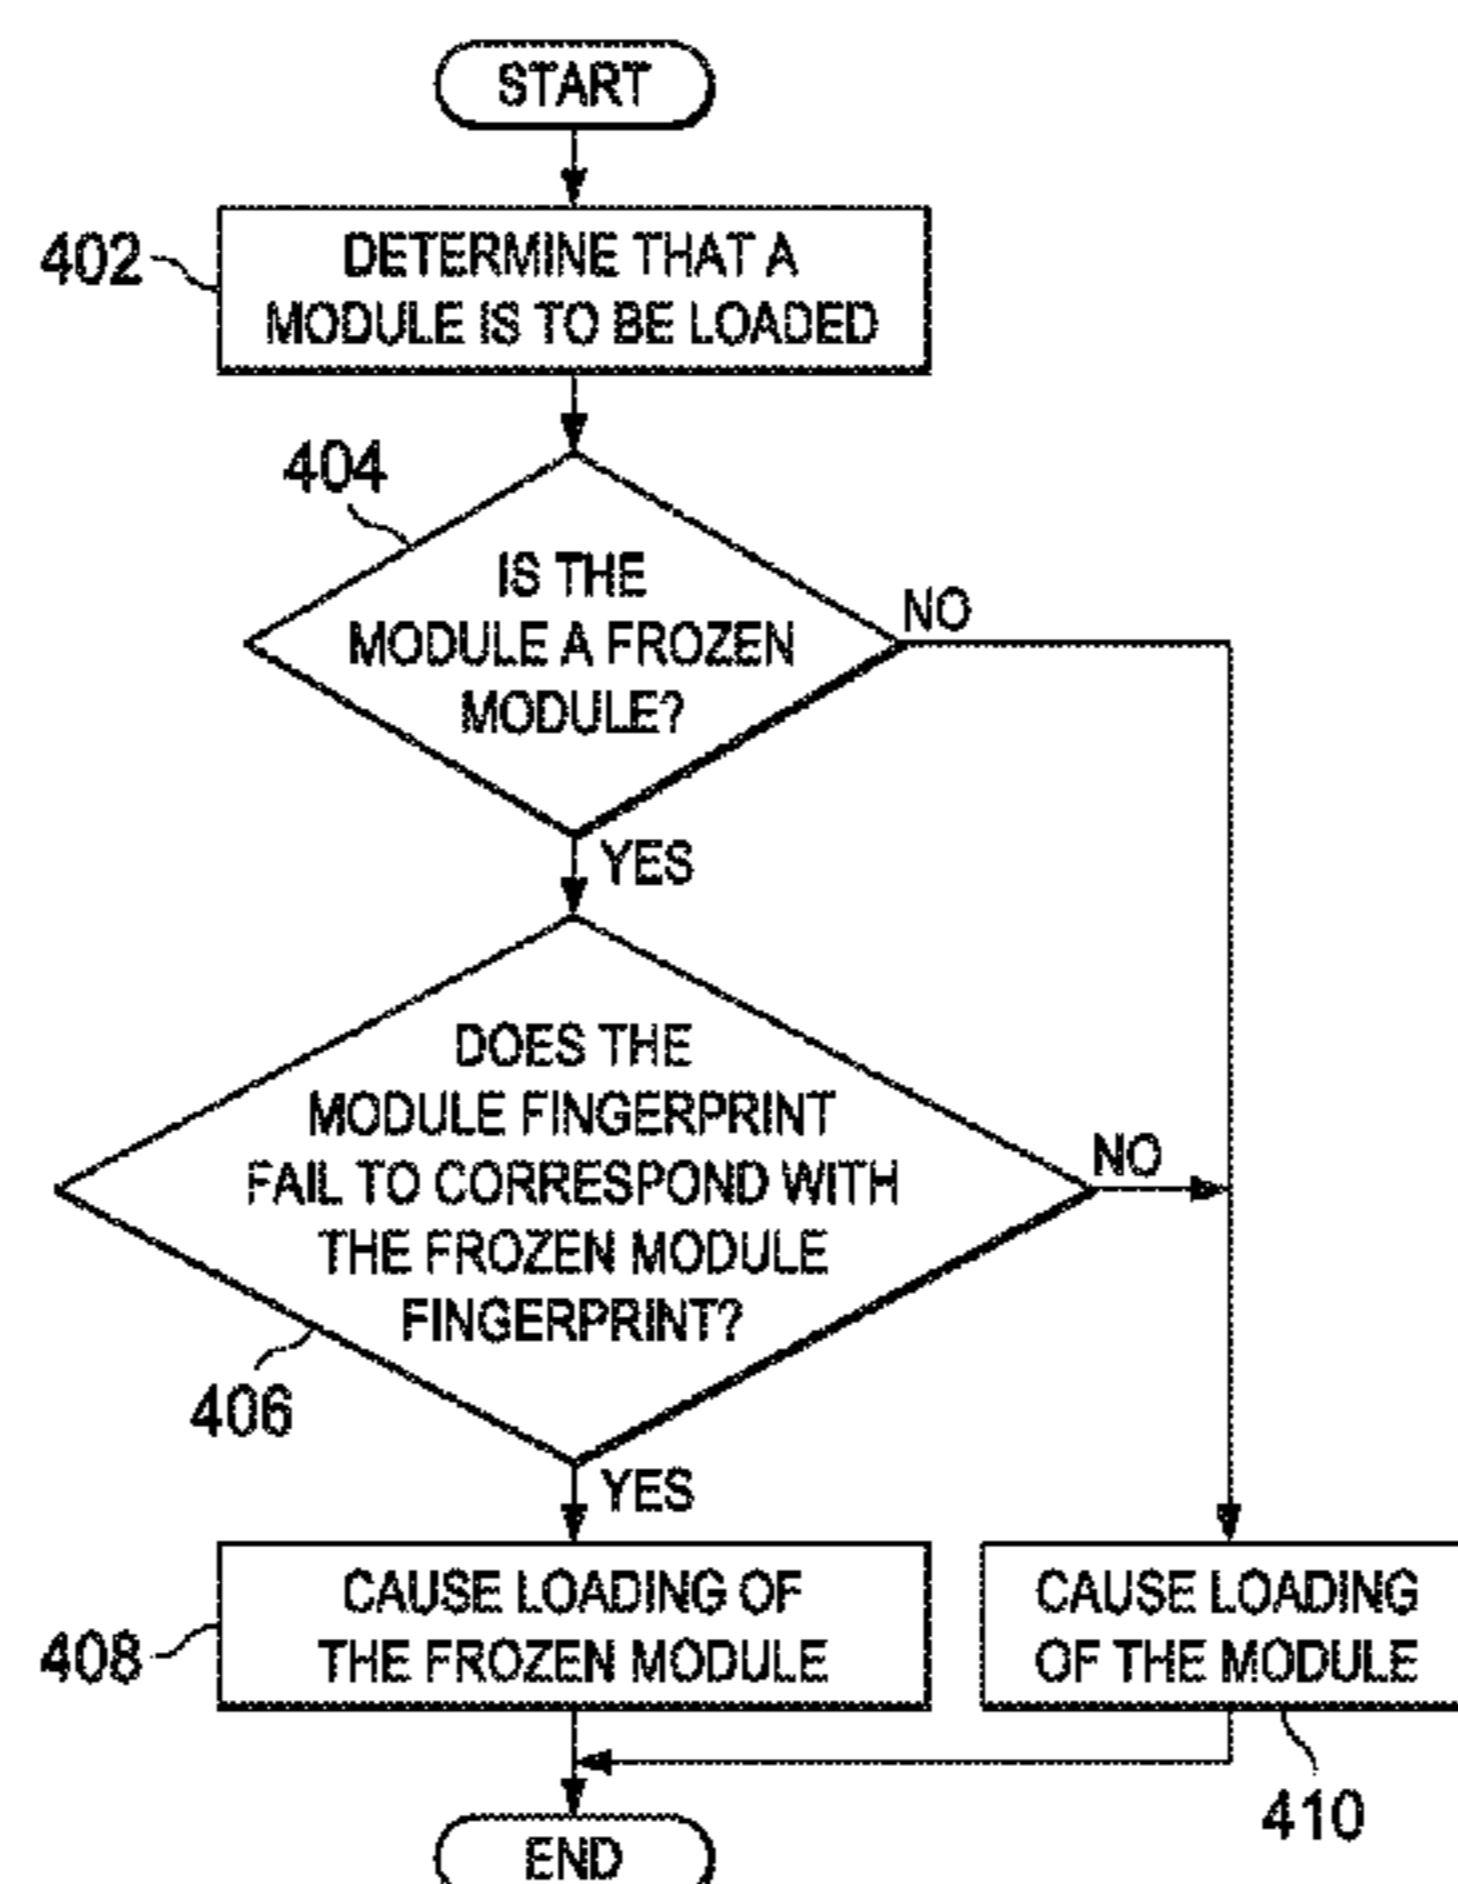 START
402
DETERMINE THAT A
MODULE IS TO BE LOADED
404
IS THE
MODULE A FROZEN
MODULE?
NO
YES
DOES THE
MODULE FINGERPRINT
FAIL TO CORRESPOND WITH
THE FROZEN MODULE
FINGERPRINT?
NO
406
YES
408
CAUSE LOADING OF
THE FROZEN MODULE
CAUSE LOADING
OF THE MODULE
410
END